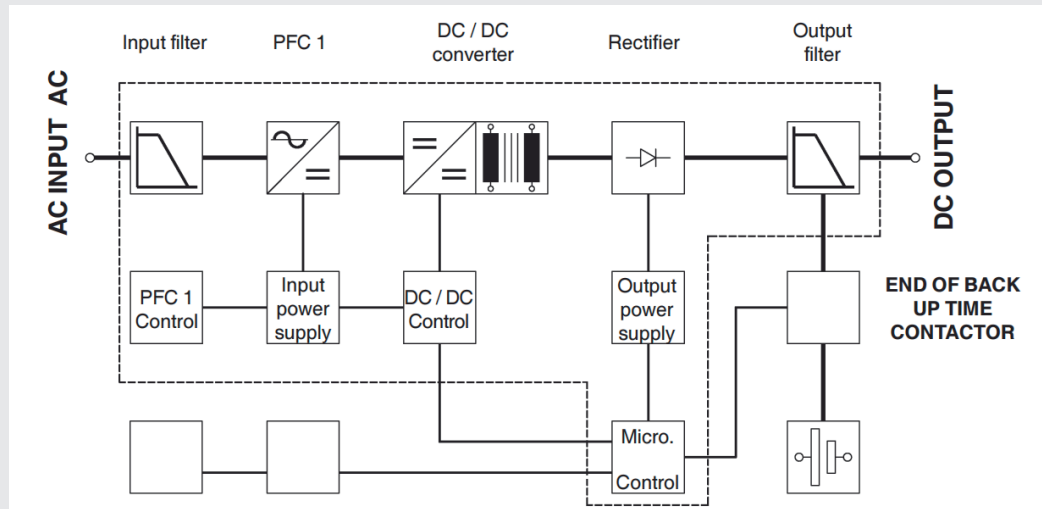 Input filter
PFC 1
DC / DC
converter
Rectifier
Output
filter
AC INPUT AC
DC OUTPUT
PFC 1
Control
Input
power
supply
DC / DC
Control
Output
power
supply
END OF BACK
UP TIME
CONTACTOR
Micro.
Control